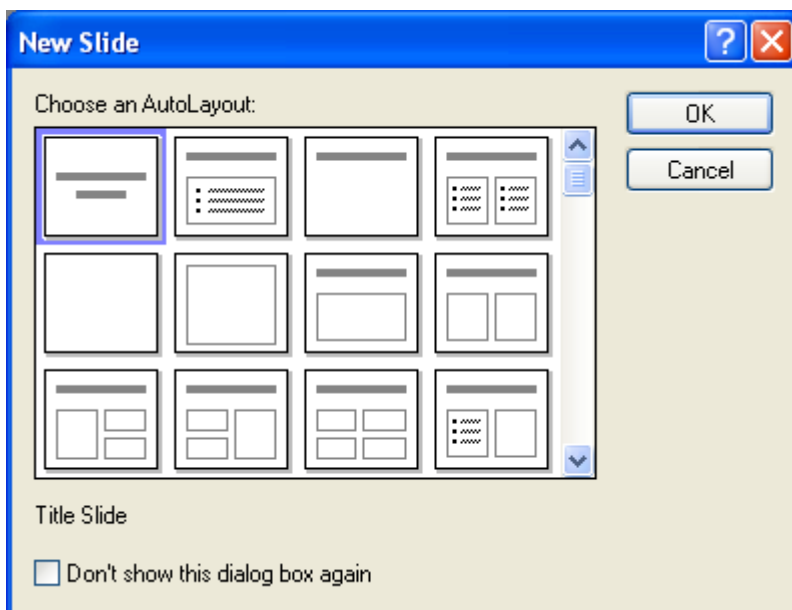 New Slide
Choose an AutoLayout:
OK
Cancel
Title Slide
Don't show this dialog box again